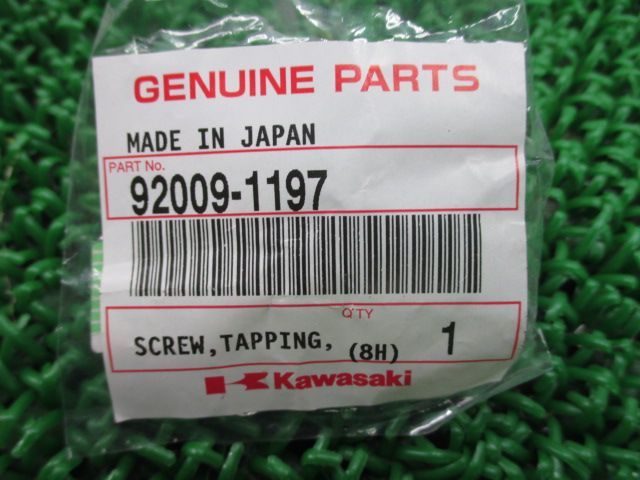 GENUINE PARTS
MADE IN JAPAN
PART No.
92009-1197
Q'TY
SCREW,TAPPING, (8H) 1
Kawasaki